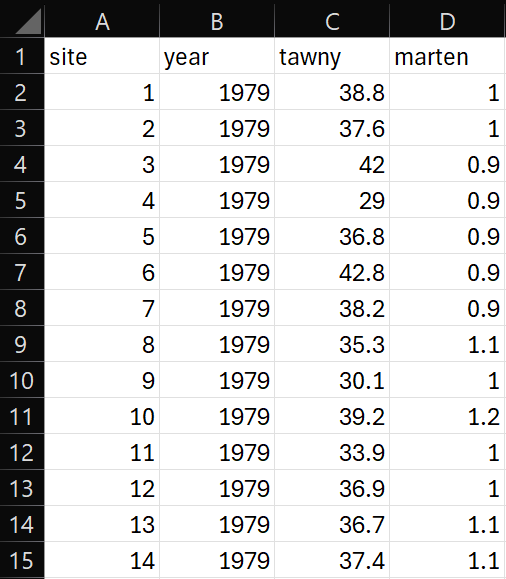 A B C D
1 site year tawny marten
2 1 1979 38.8 1
3 2 1979 37.6 1
4 3 1979 42 0.9
5 4 1979 29 0.9
6 5 1979 36.8 0.9
7 6 1979 42.8 0.9
8 7 1979 38.2 0.9
9 8 1979 35.3 1.1
10 9 1979 30.1 1
11 10 1979 39.2 1.2
12 11 1979 33.9 1
13 12 1979 36.9 1
14 13 1979 36.7 1.1
15 14 1979 37.4 1.1